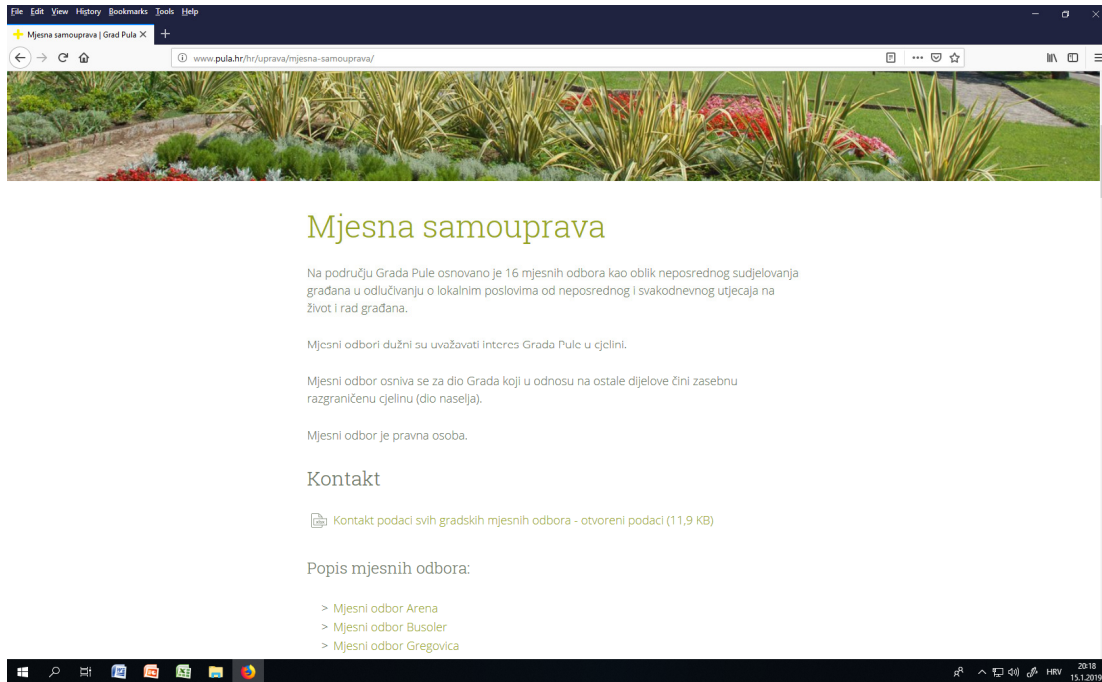 File Edit View History Bookmarks Tools Help
Mjesna samouprava | Grad Pula
www.pula.hr/hr/uprava/mjesna-samouprava/
Mjesna samouprava
Na području Grada Pule osnovano je 16 mjesnih odbora kao oblik neposrednog sudjelovanja
građana u odlučivanju o lokalnim poslovima od neposrednog i svakodnevnog utjecaja na
život i rad građana.
Mjesni odbori dužni su uvažavati interes Grada Pule u cjelini.
Mjesni odbor osniva se za dio Grada koji u odnosu na ostale dijelove čini zasebnu
razgraničenu cjelinu (dio naselja).
Mjesni odbor je pravna osoba.
Kontakt
Kontakt podaci svih gradskih mjesnih odbora - otvoreni podaci (11,9 KB)
Popis mjesnih odbora:
> Mjesni odbor Arena
> Mjesni odbor Busoler
> Mjesni odbor Gregovica
HRV
20:18
15.1.2019